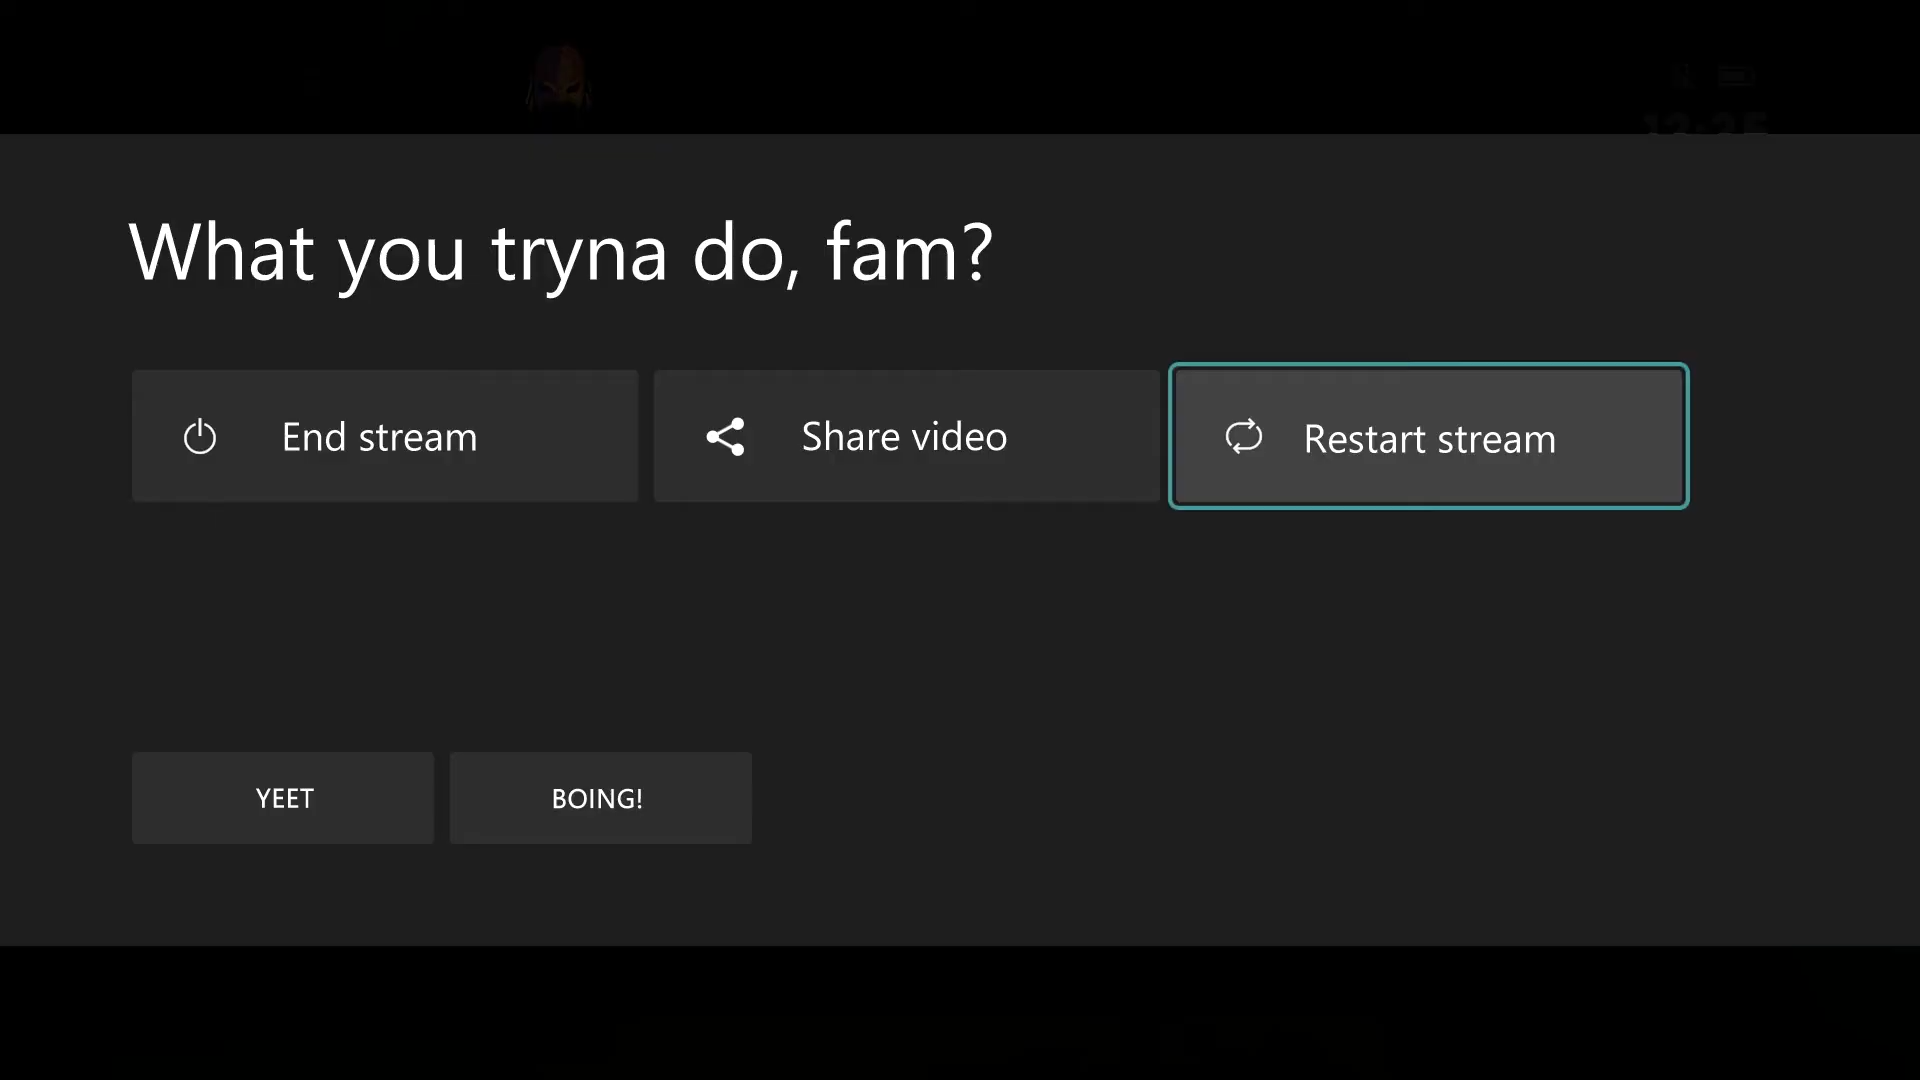 What you tryna do, fam?
End stream
Share video
Restart stream
YEET
BOING!